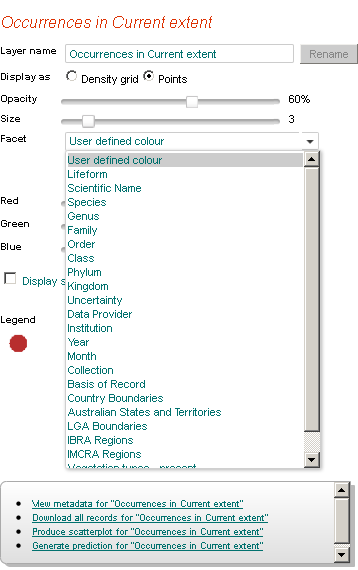 Occurrences in Current extent
Layer name Occurrences in Current extent Rename
Display as Density grid Points
Opacity 60%
Size 3
Facet User defined colour
User defined colour
Lifeform
Scientific Name
Species
Red
Genus
Green
Family
Order
Blue
Class
Phylum
Display s
Kingdom
Uncertainty
Data Provider
Legend
Institution
Year
Month
Collection
Basis of Record
Country Boundaries
Australian States and Territories
LGA Boundaries
IBRA Regions
IMCRA Regions
Vegetation types - present
View metadata for "Occurrences in Current extent"
Download all records for "Occurrences in Current extent"
Produce scatterplot for "Occurrences in Current extent"
Generate prediction for "Occurrences in Current extent"